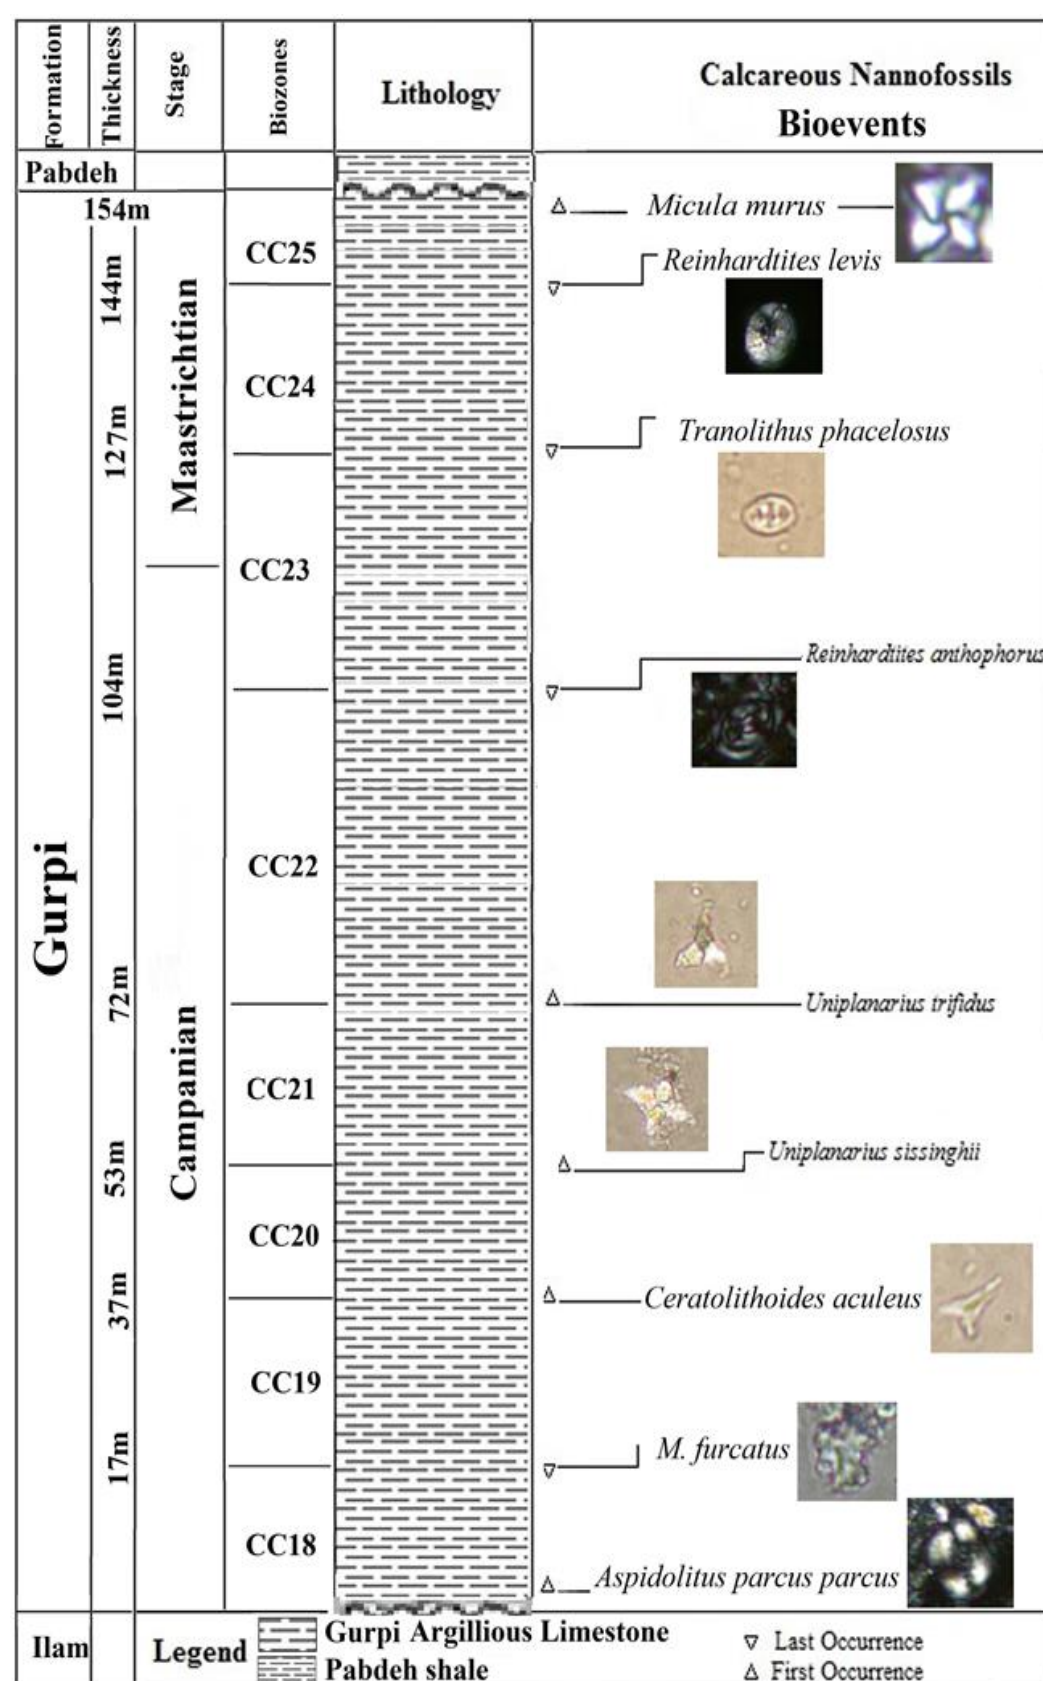 Formation
Thickness
Stage
Biozones
Lithology
Calcareous Nannofossils
Bioevents
Pabdeh
154m
Micula murus
CC25
Reinhardtites levis
144m
Maastrichtian
CC24
127m
Tranolithus phacelosus
CC23
104m
Reinhardtites anthophorus
Gurpi
CC22
72m
Uniplanarius trifidus
Campanian
CC21
53m
Uniplanarius sissinghii
CC20
37m
Ceratolithoides aculeus
CC19
17m
M. furcatus
CC18
Aspidolitus parcus parcus
Ilam
Legend
Gurpi Argillious Limestone
Pabdeh shale
Last Occurrence
First Occurrence